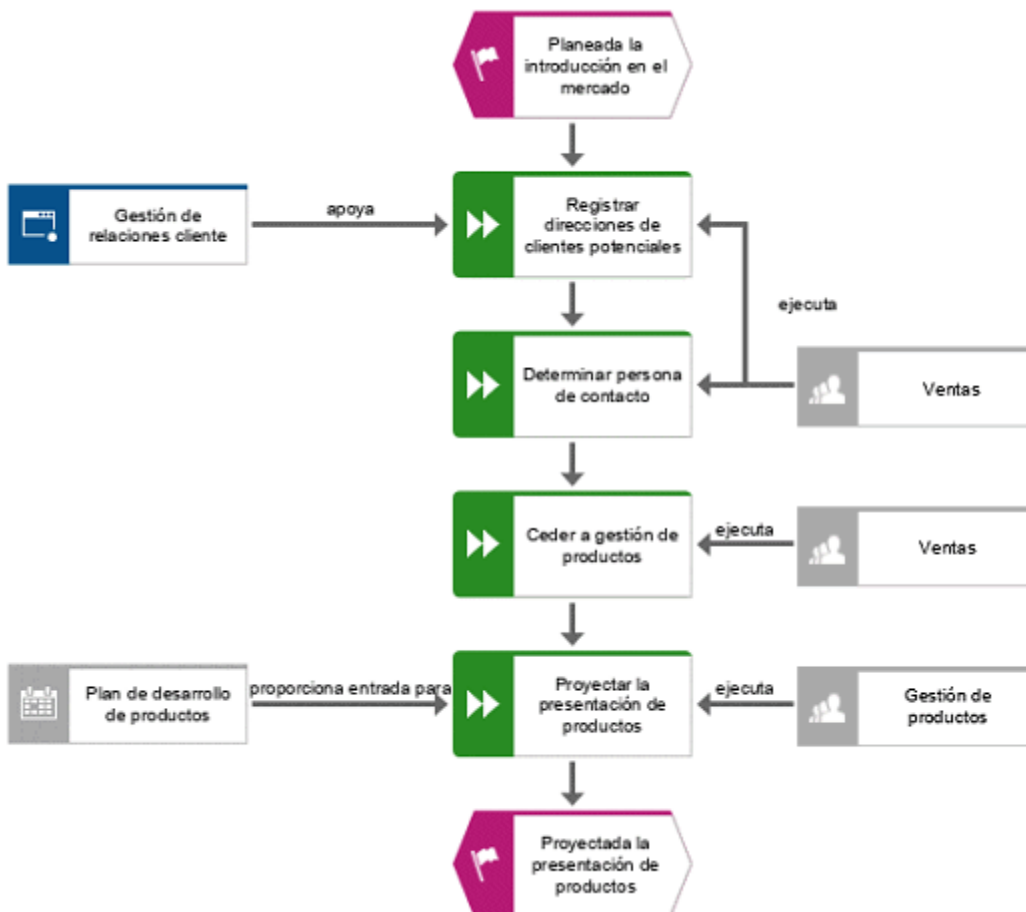 Planeada la
introducción en el
mercado
Gestión de
relaciones cliente
apoya
Registrar
direcciones de
clientes potenciales
ejecuta
Determinar persona
de contacto
Ventas
Ceder a gestión de
productos
ejecuta
Ventas
Plan de desarrollo
de productos
proporciona entrada para
Proyectar la
presentación de
productos
ejecuta
Gestión de
productos
Proyectada la
presentación de
productos